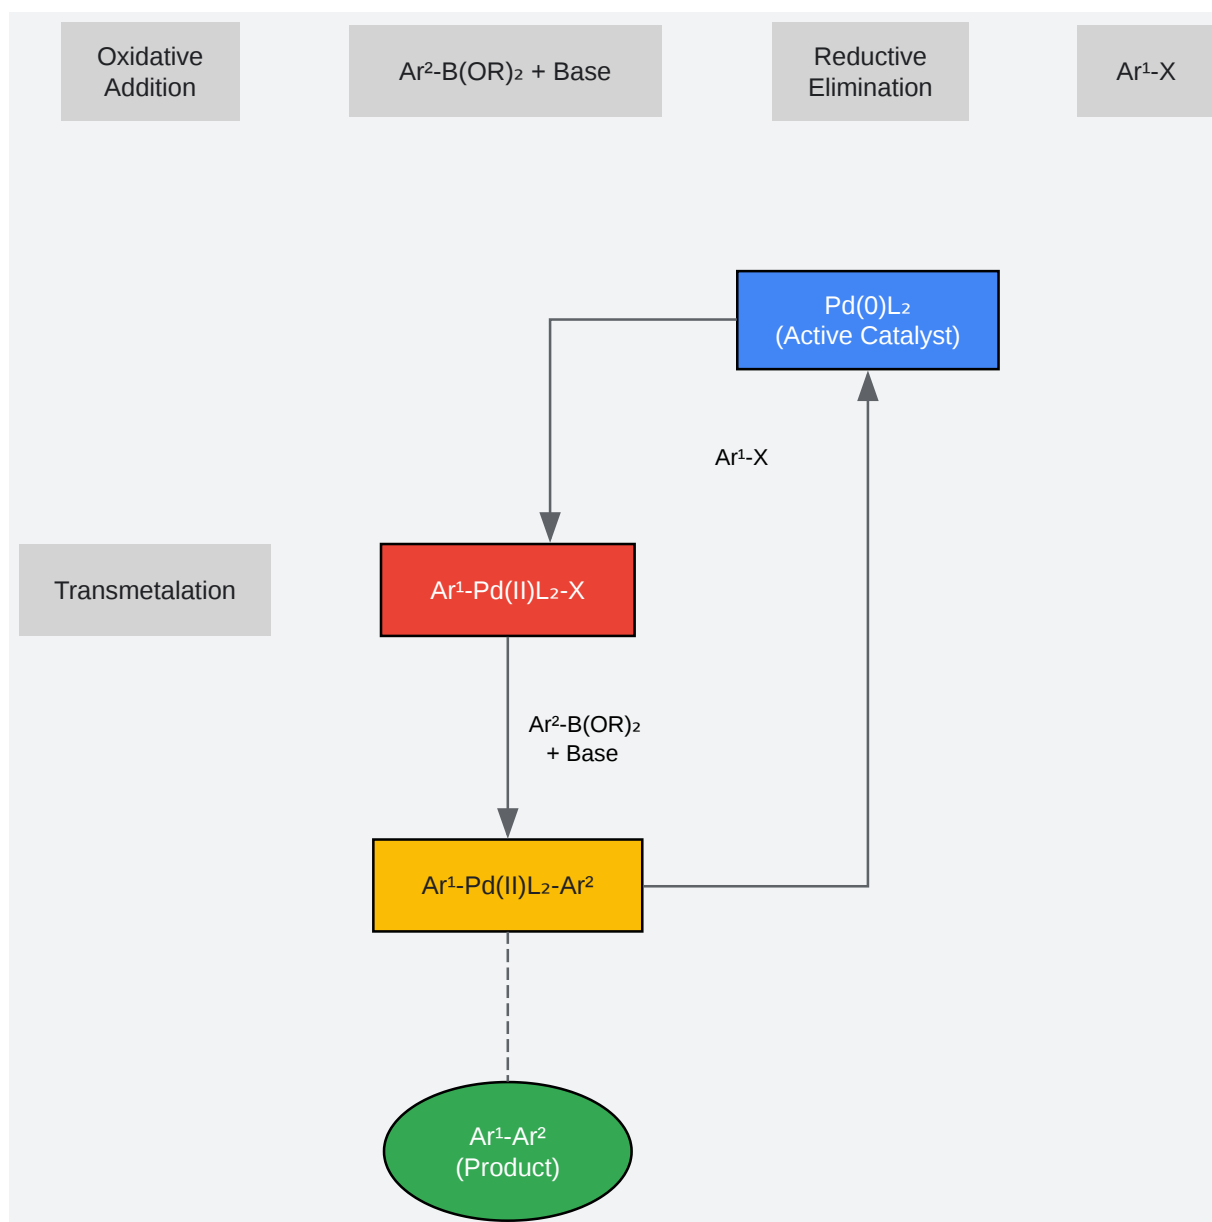 Oxidative
Addition
Ar²-B(OR)₂ + Base
Reductive
Elimination
Ar¹-X
Pd(0)L₂
(Active Catalyst)
Ar¹-X
Transmetalation
Ar¹-Pd(II)L₂-X
Ar²-B(OR)₂
+ Base
Ar¹-Pd(II)L₂-Ar²
Ar¹-Ar²
(Product)